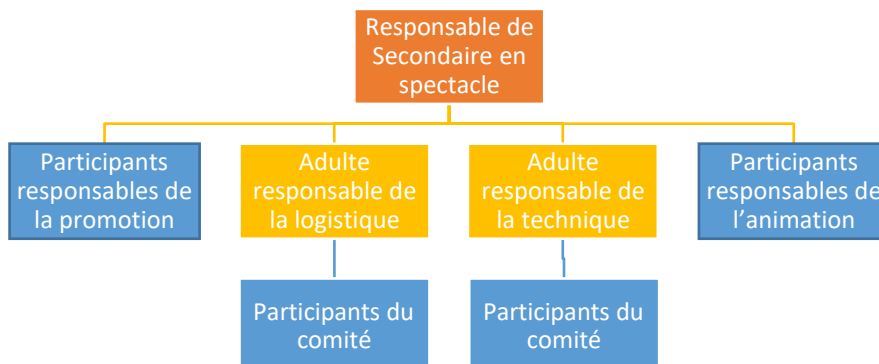 Responsable de
Secondaire en
spectacle
Participants
responsables de
la promotion
Adulte
responsable de
la logistique
Adulte
responsable de
la technique
Participants
responsables de
l’animation
Participants du
comité
Participants du
comité